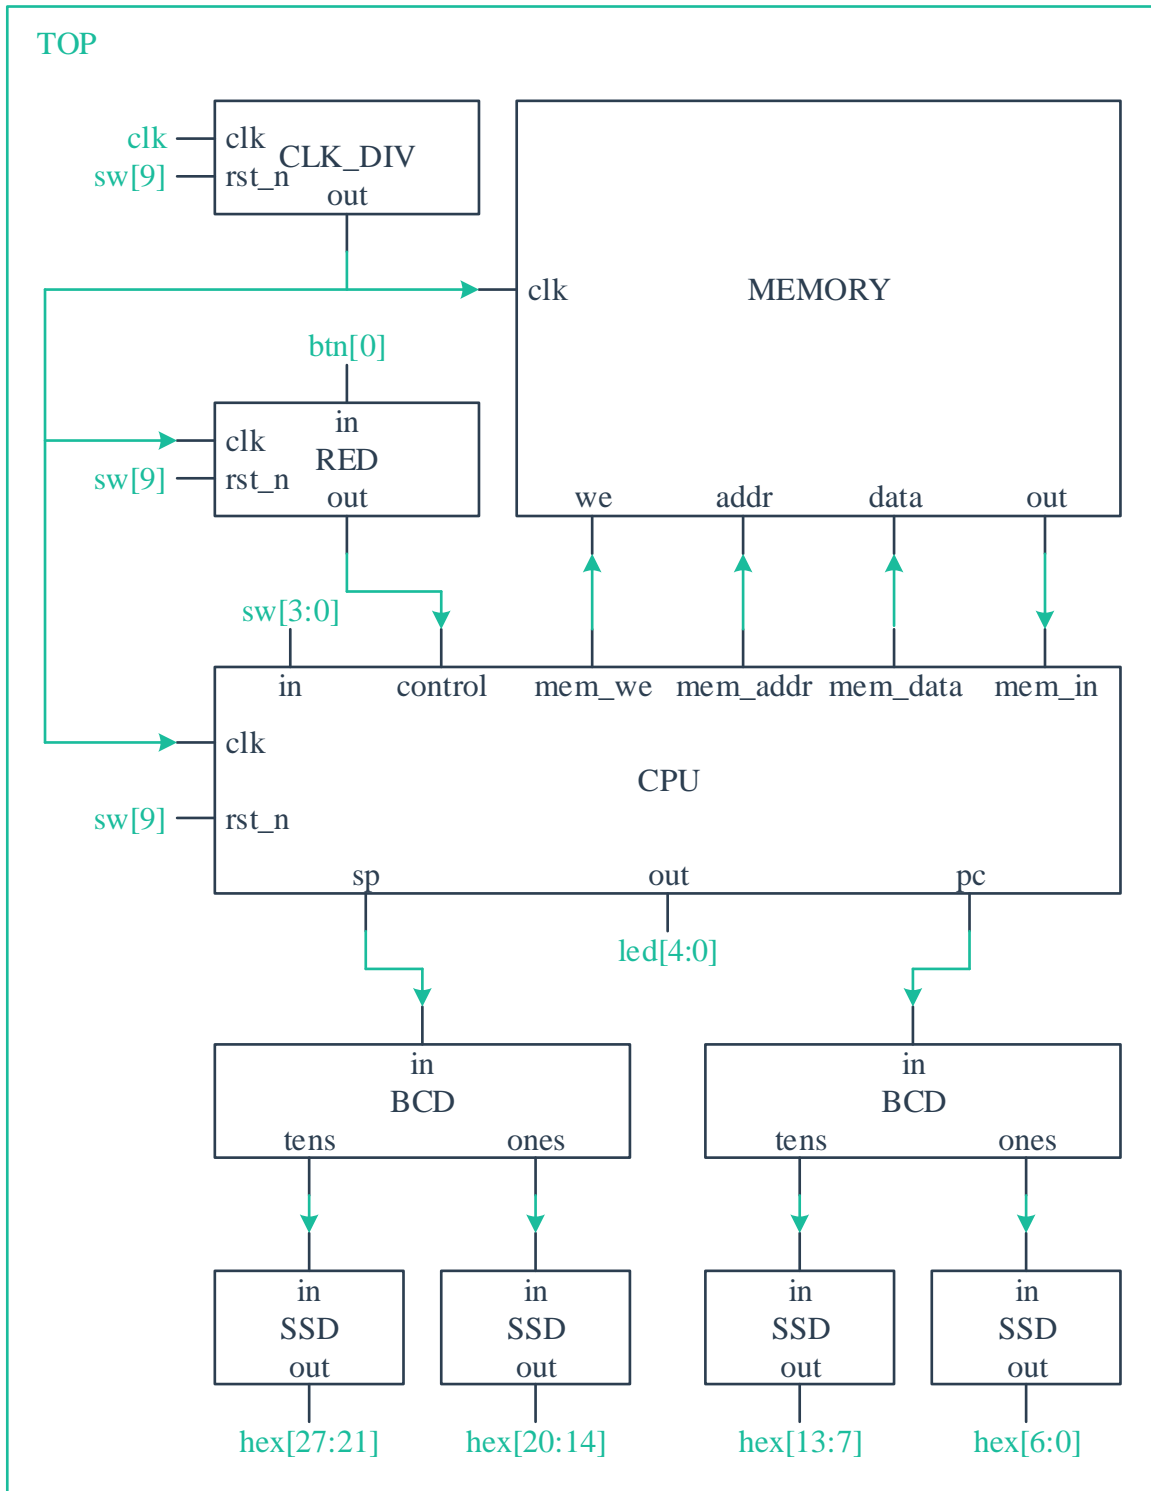 TOP
clk
clk
CLK_DIV
sw[9]
rst_n
out
clk
MEMORY
btn[0]
in
clk
RED
sw[9]
rst_n
out
we
addr
data
out
sw[3:0]
in
control
mem_we
mem_addr
mem_data
mem_in
clk
CPU
sw[9]
rst_n
sp
out
pc
led[4:0]
in
BCD
tens
ones
in
BCD
tens
ones
in
SSD
out
in
SSD
out
in
SSD
out
in
SSD
out
hex[27:21]
hex[20:14]
hex[13:7]
hex[6:0]